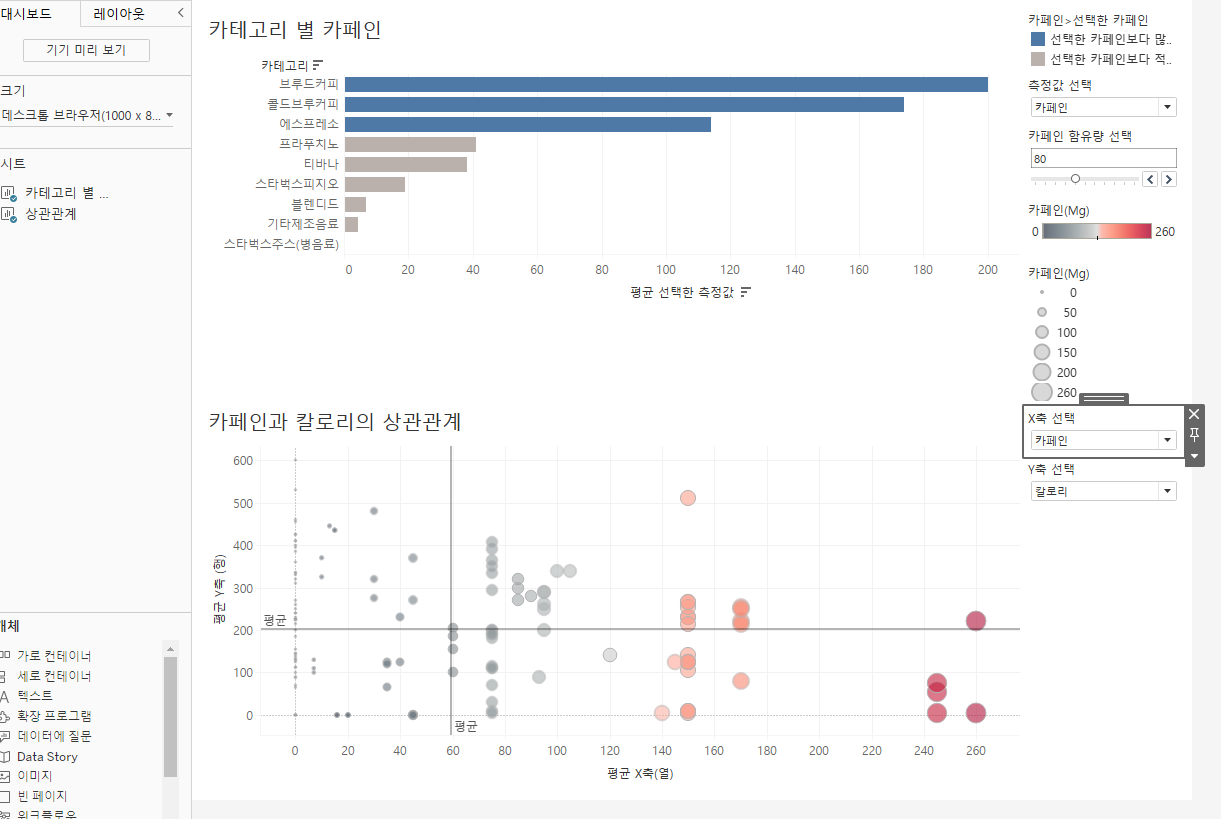 대시보드 레이아웃
기기 미리 보기
크기
데스크톱 브라우저(1000 x 8...
시트
카테고리 별 ...
상관관계
개체
가로 컨테이너
세로 컨테이너
텍스트
확장 프로그램
데이터에 질문
Data Story
이미지
빈 페이지
워크플로우
카테고리 별 카페인
카테고리
브루드커피
콜드브루커피
에스프레소
프라푸치노
티바나
스타벅스피지오
블렌디드
기타제조음료
스타벅스주스(병음료)
0 20 40 60 80 100 120 140 160 180 200
평균 선택한 측정값
카페인과 칼로리의 상관관계
600
500
400
300
200
100
0
평균 Y축 (행)
평균
평균
0 20 40 60 80 100 120 140 160 180 200 220 240 260
평균 X축(열)
카페인>선택한 카페인
선택한 카페인보다 많..
선택한 카페인보다 적..
측정값 선택
카페인
카페인 함유량 선택
80
카페인(Mg)
0 260
카페인(Mg)
0
50
100
150
200
260
X축 선택
카페인
Y축 선택
칼로리